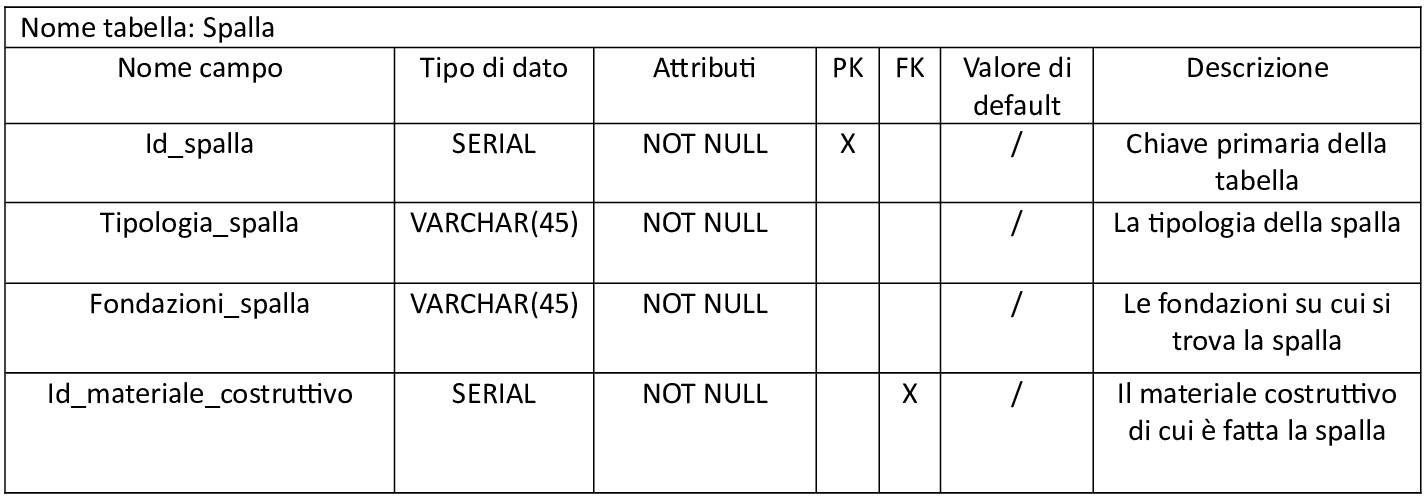 Nome tabella: Spalla
Nome campo Tipo di dato Attributi PK FK Valore di Descrizione
default
Id_spalla SERIAL NOT NULL X / Chiave primaria della
tabella
Tipologia_spalla VARCHAR(45) NOT NULL / La tipologia della spalla
Fondazioni_spalla VARCHAR(45) NOT NULL / Le fondazioni su cui si
trova la spalla
Id_materiale_costruttivo SERIAL NOT NULL X / Il materiale costruttivo
di cui è fatta la spalla